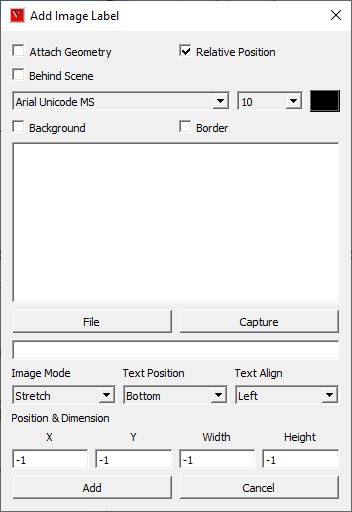 V Add Image Label
Attach Geometry Relative Position
Behind Scene
Arial Unicode MS 10
Background Border
File Capture
Image Mode Text Position Text Align
Stretch Bottom Left
Position & Dimension
X Y Width Height
-1 -1 -1 -1
Add Cancel